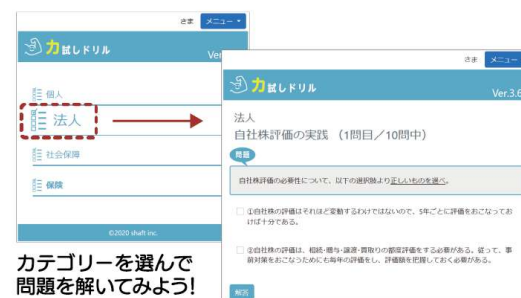 さま メニュー
力試しドリル
Ver
個人
法人
社会保障
保険
©2020 shaft inc.
カテゴリーを選んで
問題を解いてみよう!
さま メニュー
力試しドリル
Ver.3.6
法人
自社株評価の実践 (1問目/10問中)
問題
自社株評価の必要性について、以下の選択肢より正しいものを選べ。
①自社株の評価はそれほど変動するわけではないので、5年ごとに評価をおこなってお
けば十分である。
②自社株の評価は、相続・贈与・譲渡・買取りの都度評価をする必要がある。従って、事
前対策をおこなうためにも毎年の評価をし、評価額を把握しておく必要がある。
解答